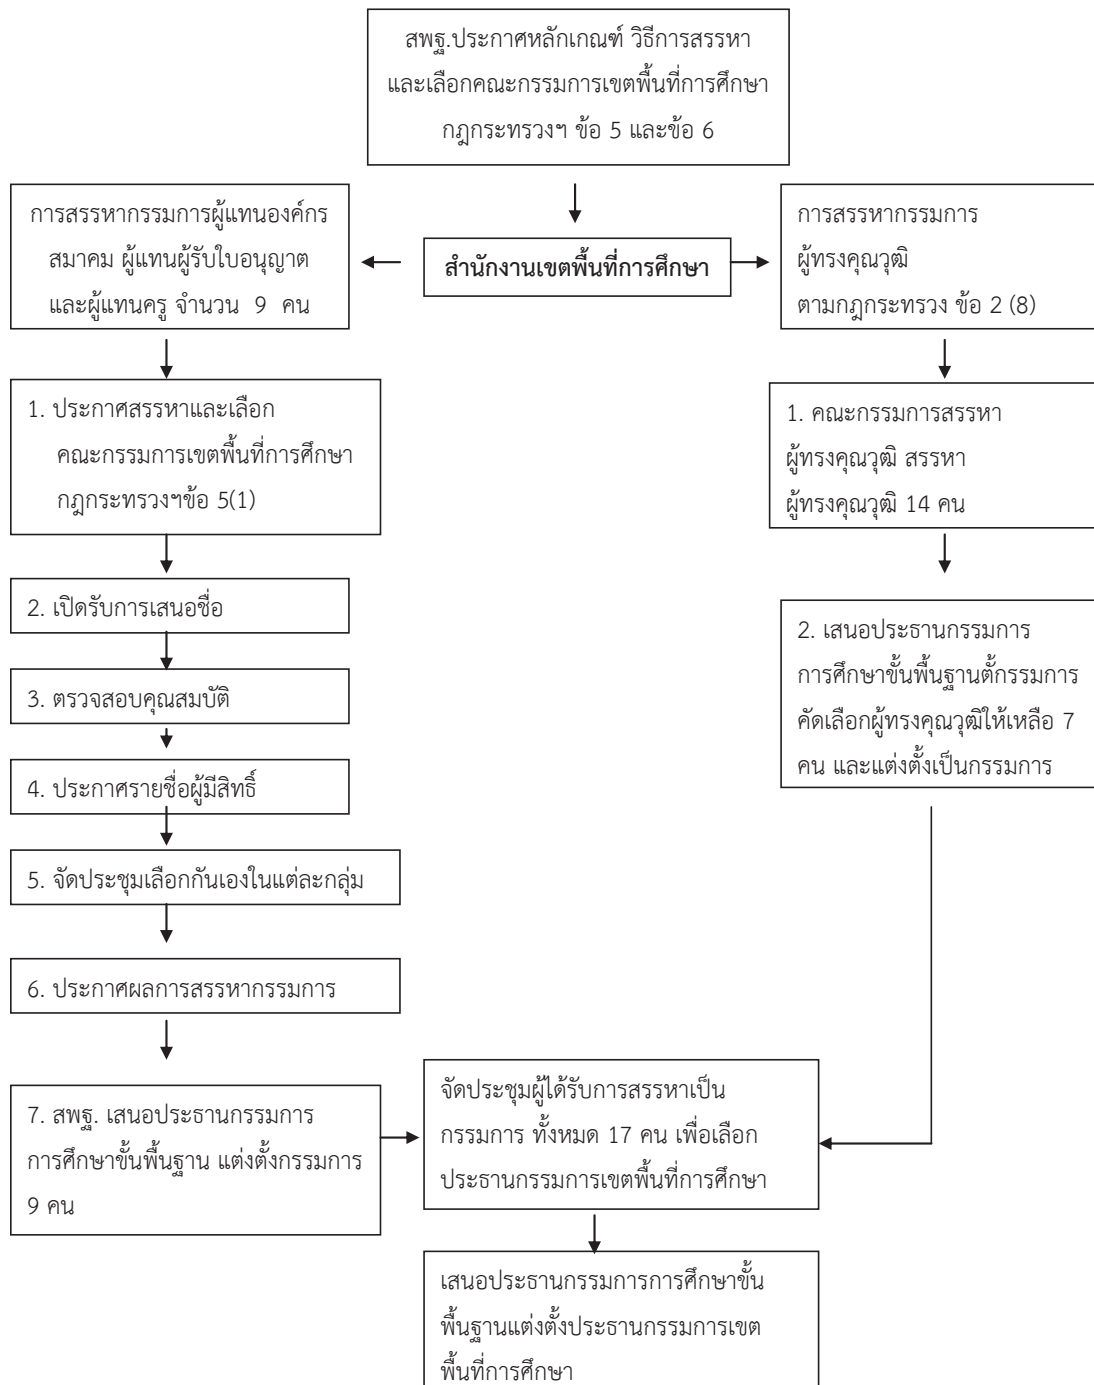 สพฐ.ประกาศหลักเกณฑ์ วิธีการสรรหา
และเลือกคณะกรรมการเขตพื้นที่การศึกษา
กฎกระทรวงฯ ข้อ 5 และข้อ 6
สำนักงานเขตพื้นที่การศึกษา
การสรรหากรรมการผู้แทนองค์กร
สมาคม ผู้แทนผู้รับใบอนุญาต
และผู้แทนครู จำนวน 9 คน
1. ประกาศสรรหาและเลือก
คณะกรรมการเขตพื้นที่การศึกษา
กฎกระทรวงฯข้อ 5(1)
2. เปิดรับการเสนอชื่อ
3. ตรวจสอบคุณสมบัติ
4. ประกาศรายชื่อผู้มีสิทธิ์
5. จัดประชุมเลือกกันเองในแต่ละกลุ่ม
6. ประกาศผลการสรรหากรรมการ
7. สพฐ. เสนอประธานกรรมการ
การศึกษาขั้นพื้นฐาน แต่งตั้งกรรมการ
9 คน
การสรรหากรรมการ
ผู้ทรงคุณวุฒิ
ตามกฎกระทรวง ข้อ 2 (8)
1. คณะกรรมการสรรหา
ผู้ทรงคุณวุฒิ สรรหา
ผู้ทรงคุณวุฒิ 14 คน
2. เสนอประธานกรรมการ
การศึกษาขั้นพื้นฐานตั้กรรมการ
คัดเลือกผู้ทรงคุณวุฒิให้เหลือ 7
คน และแต่งตั้งเป็นกรรมการ
จัดประชุมผู้ได้รับการสรรหาเป็น
กรรมการ ทั้งหมด 17 คน เพื่อเลือก
ประธานกรรมการเขตพื้นที่การศึกษา
เสนอประธานกรรมการการศึกษาขั้น
พื้นฐานแต่งตั้งประธานกรรมการเขต
พื้นที่การศึกษา